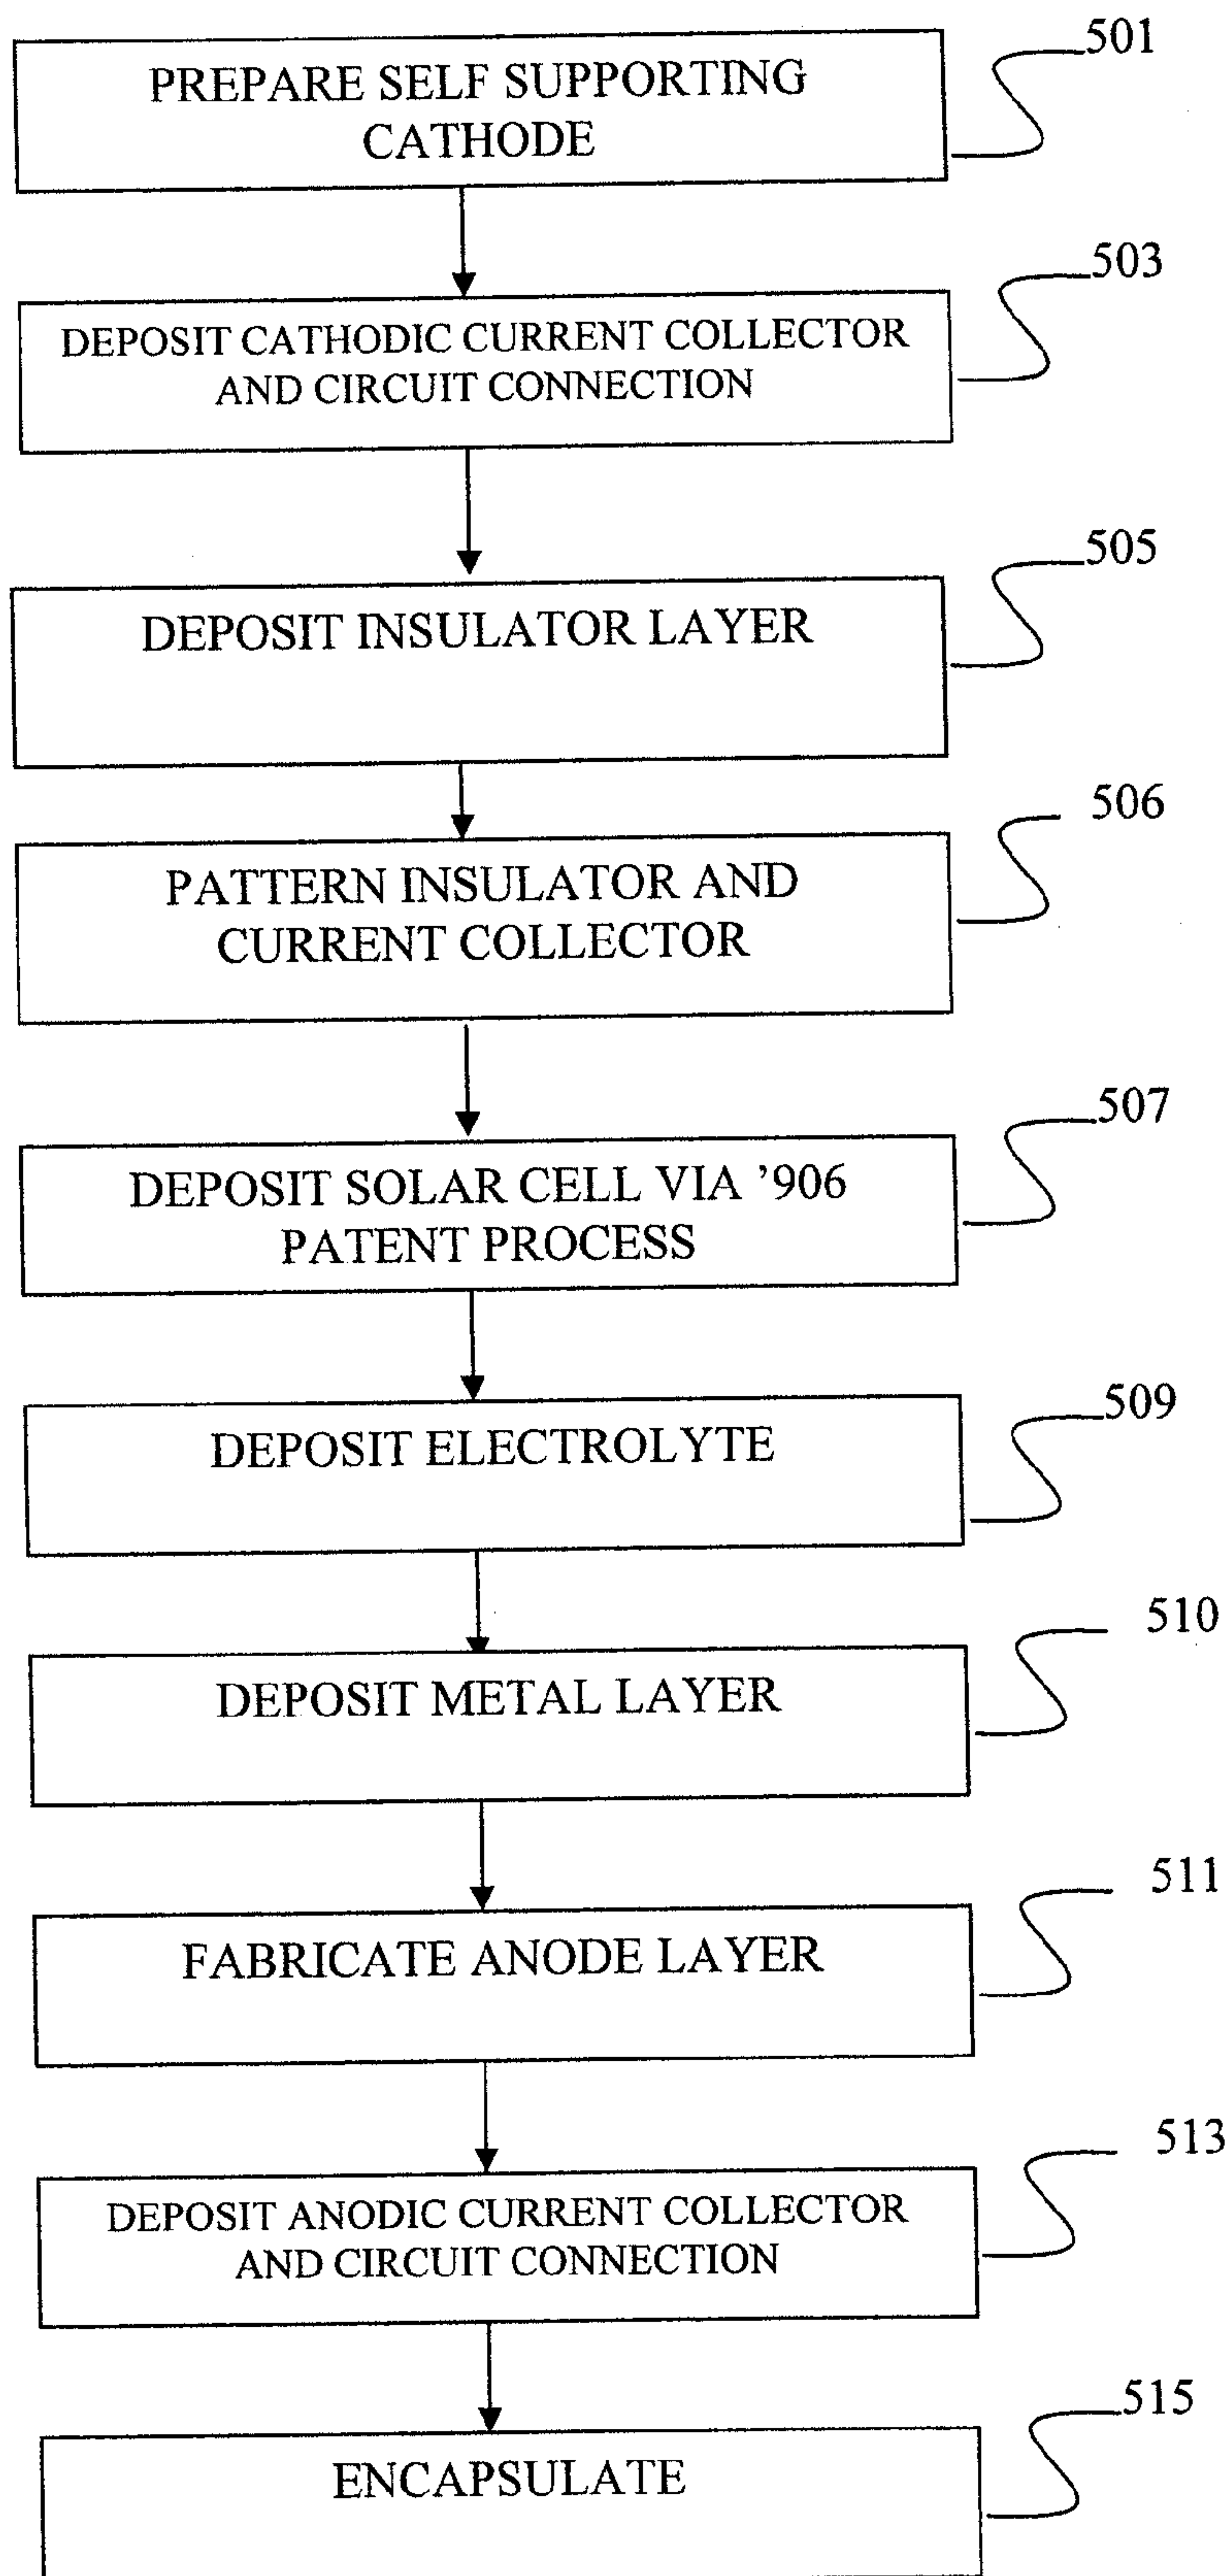 501
PREPARE SELF SUPPORTING
CATHODE
503
DEPOSIT CATHODIC CURRENT COLLECTOR
AND CIRCUIT CONNECTION
505
DEPOSIT INSULATOR LAYER
506
PATTERN INSULATOR AND
CURRENT COLLECTOR
507
DEPOSIT SOLAR CELL VIA ’906
PATENT PROCESS
509
DEPOSIT ELECTROLYTE
510
DEPOSIT METAL LAYER
511
FABRICATE ANODE LAYER
513
DEPOSIT ANODIC CURRENT COLLECTOR
AND CIRCUIT CONNECTION
515
ENCAPSULATE